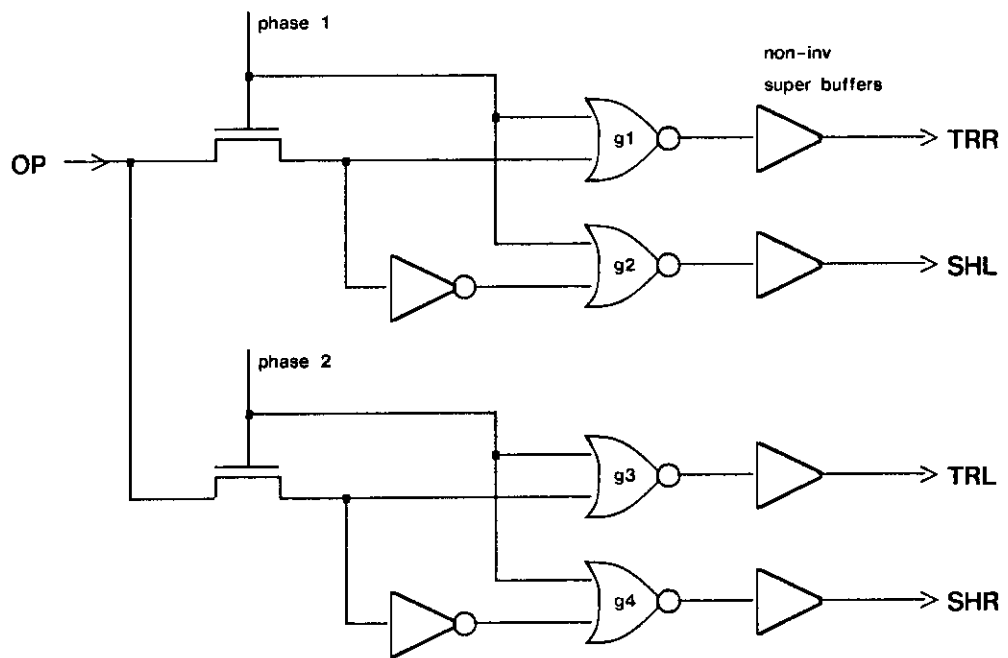 phase 1
non-inv
super buffers
OP
g1
TRR
g2
SHL
phase 2
g3
TRL
g4
SHR